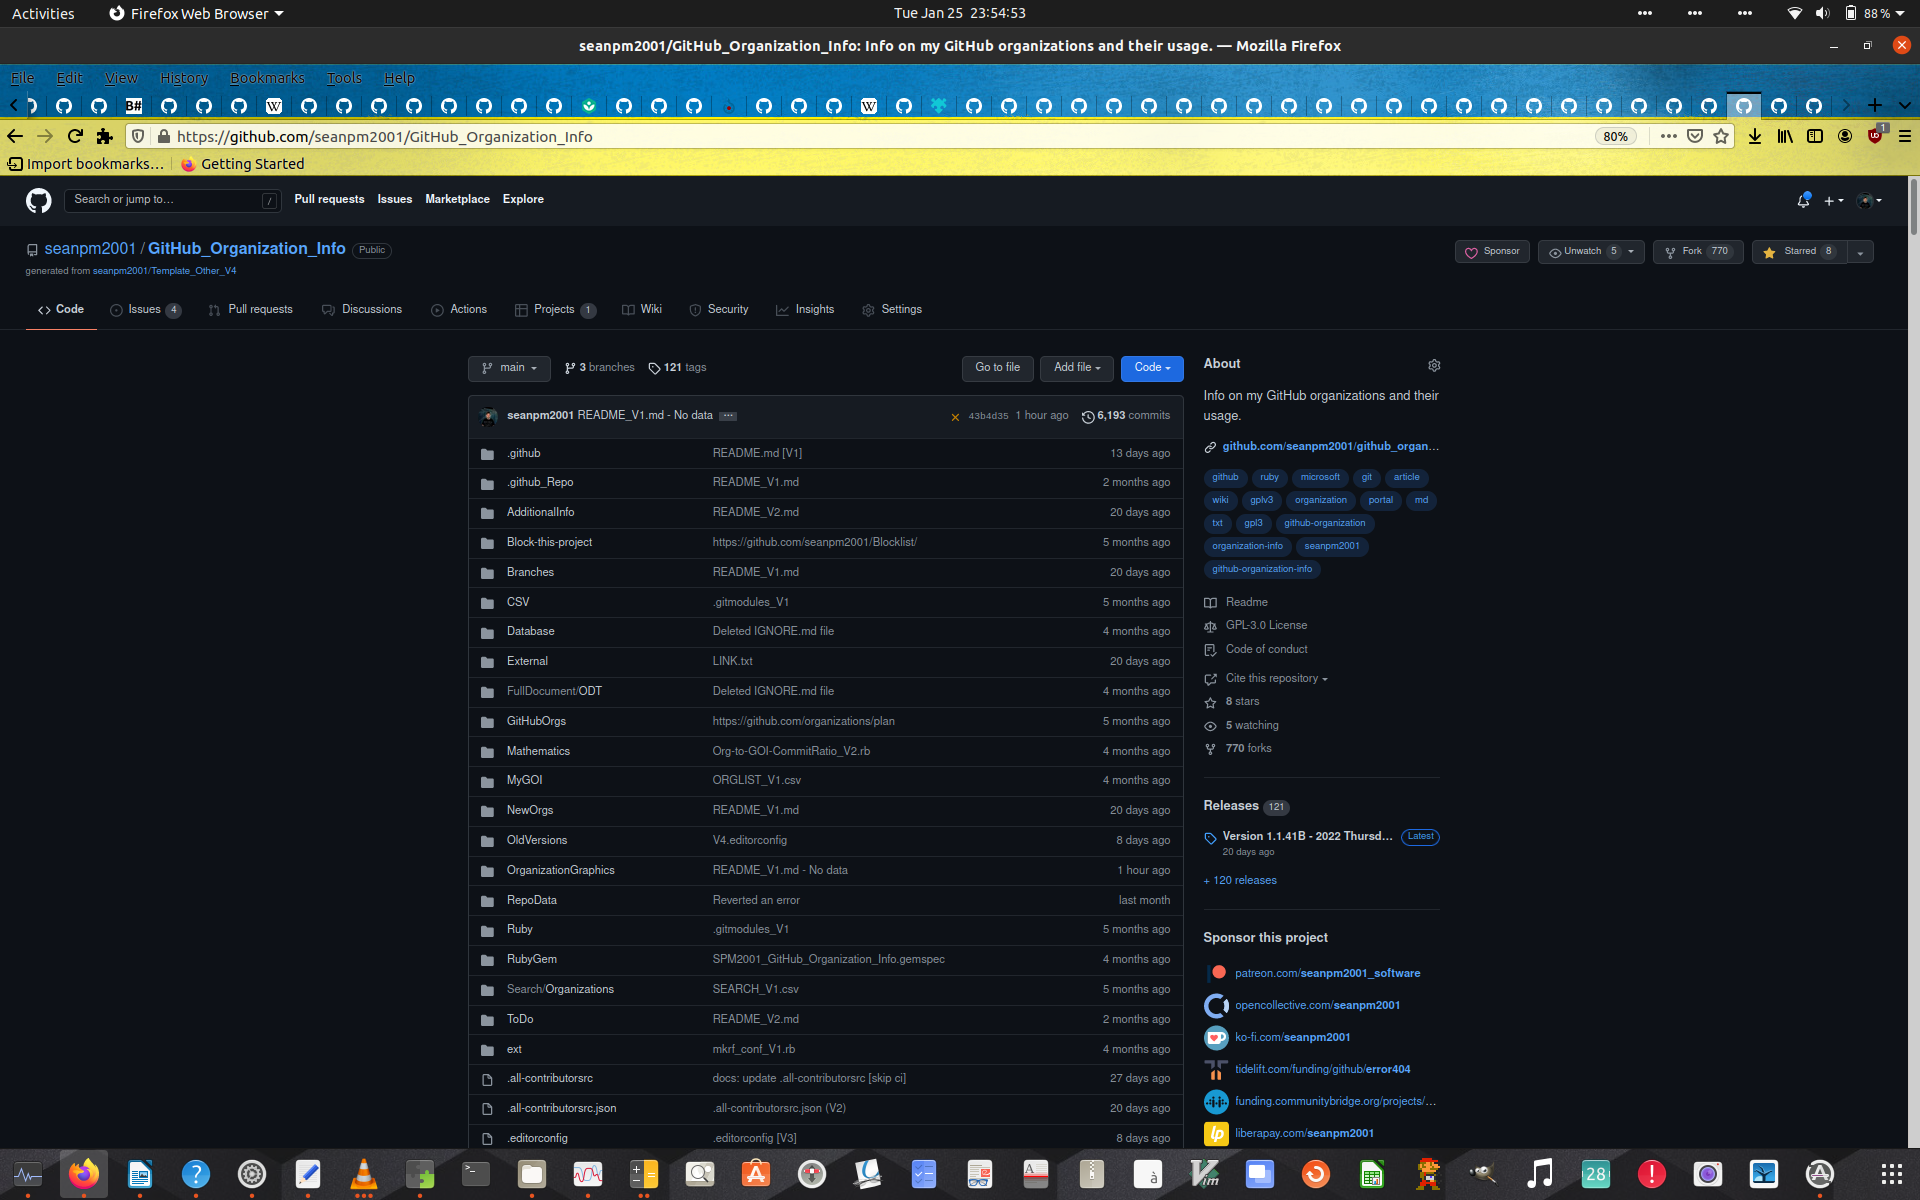 Activities
Firefox Web Browser
Tue Jan 25 23:54:53
88 %
seanpm2001/GitHub_Organization_Info: Info on my GitHub organizations and their usage. — Mozilla Firefox
File Edit View History Bookmarks Tools Help
B# W W
https://github.com/seanpm2001/GitHub_Organization_Info
80%
1
Import bookmarks...
Getting Started
Search or jump to...
/
Pull requests Issues Marketplace Explore
seanpm2001 / GitHub_Organization_Info
Public
generated from seanpm2001/Template_Other_V4
Sponsor
Unwatch 5
Fork 770
Starred 8
Code
Issues 4
Pull requests
Discussions
Actions
Projects 1
Wiki
Security
Insights
Settings
main
3 branches
121 tags
Go to file
Add file
Code
seanpm2001 README_V1.md - No data ... × 43b4d35 1 hour ago 6,193 commits
.github README.md [V1] 13 days ago
.github_Repo README_V1.md 2 months ago
AdditionalInfo README_V2.md 20 days ago
Block-this-project https://github.com/seanpm2001/Blocklist/ 5 months ago
Branches README_V1.md 20 days ago
CSV .gitmodules_V1 5 months ago
Database Deleted IGNORE.md file 4 months ago
External LINK.txt 20 days ago
FullDocument/ODT Deleted IGNORE.md file 4 months ago
GitHubOrgs https://github.com/organizations/plan 5 months ago
Mathematics Org-to-GOI-CommitRatio_V2.rb 4 months ago
MyGOI ORGLIST_V1.csv 4 months ago
NewOrgs README_V1.md 20 days ago
OldVersions V4.editorconfig 8 days ago
OrganizationGraphics README_V1.md - No data 1 hour ago
RepoData Reverted an error last month
Ruby .gitmodules_V1 5 months ago
RubyGem SPM2001_GitHub_Organization_Info.gemspec 4 months ago
Search/Organizations SEARCH_V1.csv 5 months ago
ToDo README_V2.md 2 months ago
ext mkrf_conf_V1.rb 4 months ago
.all-contributorsrc docs: update .all-contributorsrc [skip ci] 27 days ago
.all-contributorsrc.json .all-contributorsrc.json (V2) 20 days ago
.editorconfig .editorconfig [V3] 8 days ago
About
Info on my GitHub organizations and their
usage.
github.com/seanpm2001/github_organ...
github ruby microsoft git article
wiki gplv3 organization portal md
txt gpl3 github-organization
organization-info seanpm2001
github-organization-info
Readme
GPL-3.0 License
Code of conduct
Cite this repository
8 stars
5 watching
770 forks
Releases 121
Version 1.1.41B - 2022 Thursd... Latest
20 days ago
+ 120 releases
Sponsor this project
patreon.com/seanpm2001_software
opencollective.com/seanpm2001
ko-fi.com/seanpm2001
tidelift.com/funding/github/error404
funding.communitybridge.org/projects/...
lp liberapay.com/seanpm2001
? >_ A à Vim 28 !